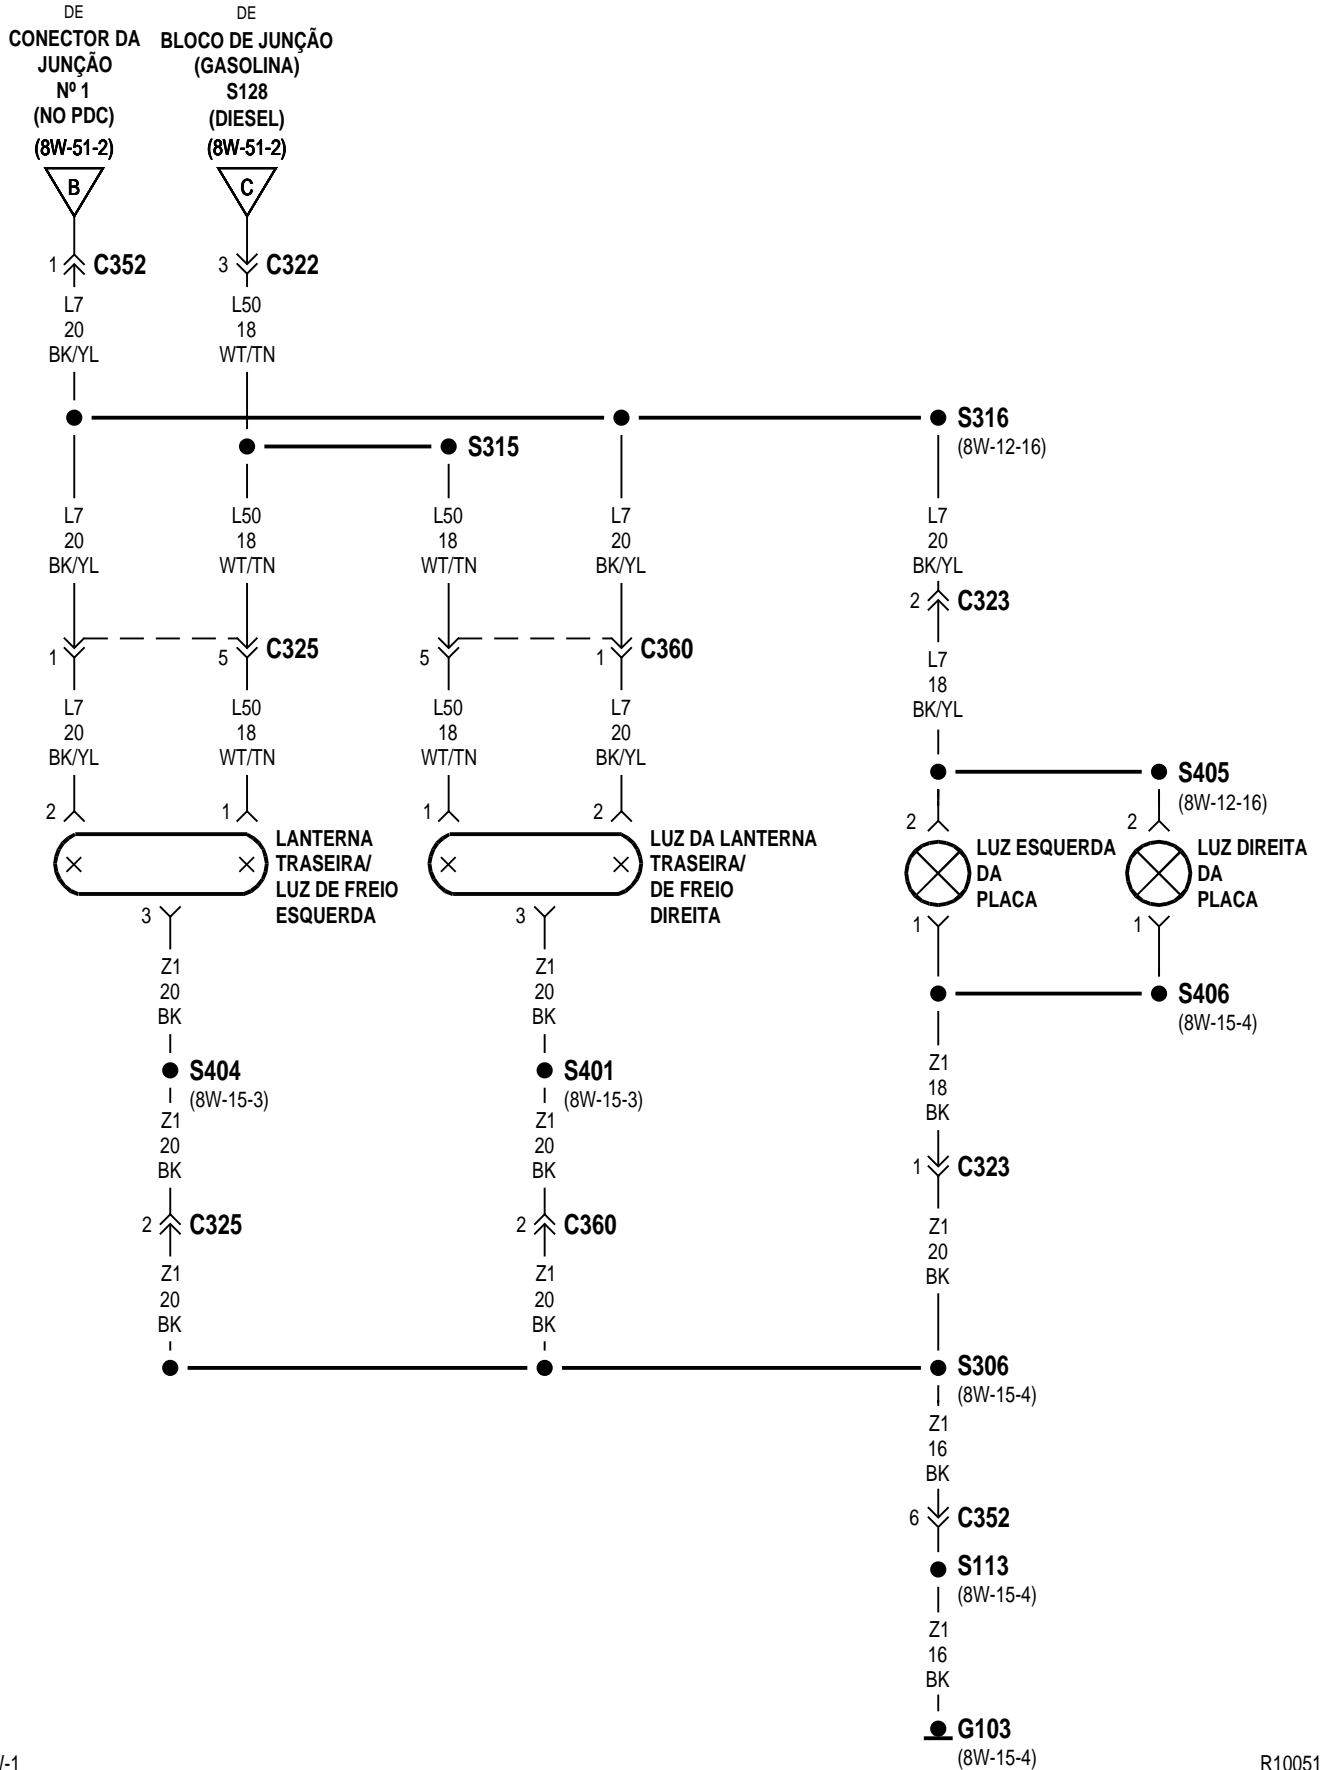 DE
CONECTOR DA
JUNÇÃO
Nº 1
(NO PDC)
(8W-51-2)
B
DE
BLOCO DE JUNÇÃO
(GASOLINA)
S128
(DIESEL)
(8W-51-2)
C
1 C352
3 C322
L7
20
BK/YL
L50
18
WT/TN
S316
(8W-12-16)
S315
L7
20
BK/YL
L50
18
WT/TN
L50
18
WT/TN
L7
20
BK/YL
L7
20
BK/YL
2 C323
1
5 C325
5
1 C360
L7
18
BK/YL
L7
20
BK/YL
L50
18
WT/TN
L50
18
WT/TN
L7
20
BK/YL
S405
(8W-12-16)
2
1
1
2
2
2
LANTERNA
TRASEIRA/
LUZ DE FREIO
ESQUERDA
LUZ DA LANTERNA
TRASEIRA/
DE FREIO
DIREITA
LUZ ESQUERDA
DA
PLACA
LUZ DIREITA
DA
PLACA
3
3
1
1
Z1
20
BK
Z1
20
BK
S406
(8W-15-4)
S404
(8W-15-3)
S401
(8W-15-3)
Z1
18
BK
Z1
20
BK
Z1
20
BK
1 C323
2 C325
2 C360
Z1
20
BK
Z1
20
BK
Z1
20
BK
S306
(8W-15-4)
Z1
16
BK
6 C352
S113
(8W-15-4)
Z1
16
BK
G103
(8W-15-4)
R10051